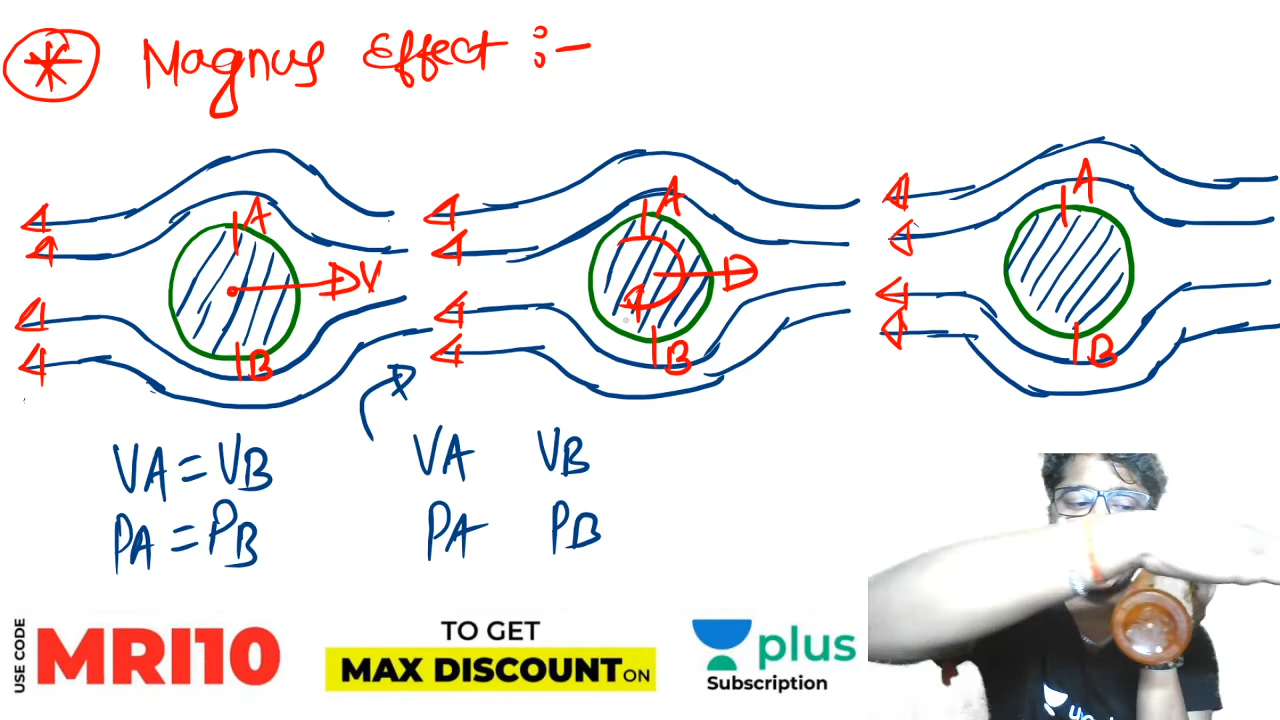 * Magnus Effect :-
A
A
A
V
B
B
B
VA = VB
VA VB
PA = PB
PA PB
USE CODE
MRI10
TO GET
MAX DISCOUNT ON
plus
Subscription